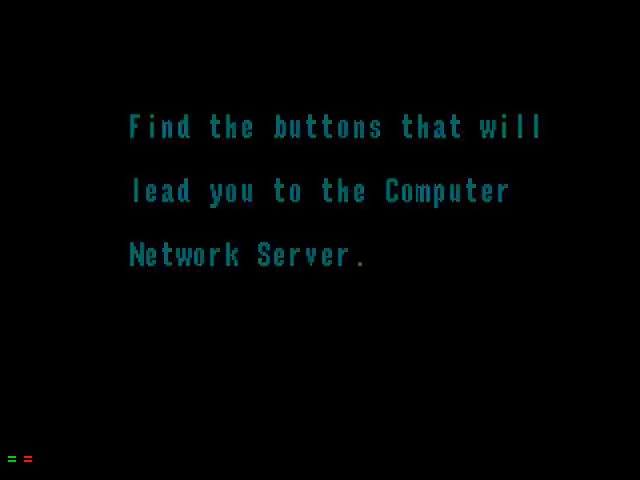 Find the buttons that will
lead you to the Computer
Network Server.
= =